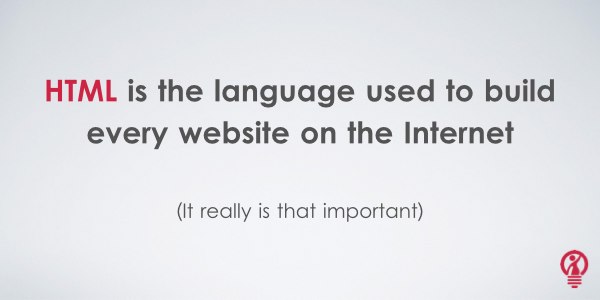 HTML is the language used to build
every website on the Internet
(It really is that important)